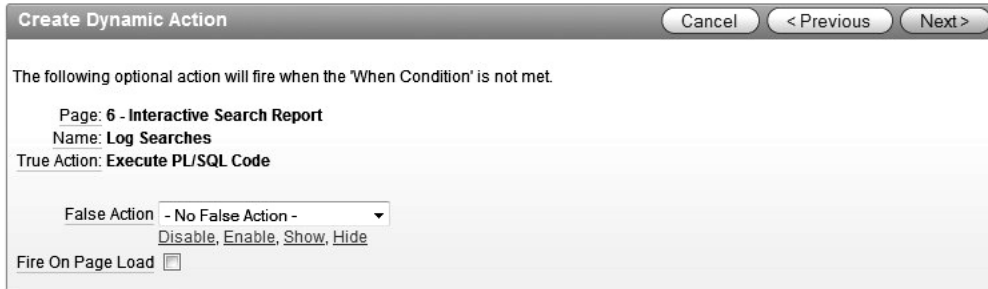 Create Dynamic Action Cancel < Previous Next >
The following optional action will fire when the 'When Condition' is not met.
Page: 6 - Interactive Search Report
Name: Log Searches
True Action: Execute PL/SQL Code
False Action - No False Action -
Disable, Enable, Show, Hide
Fire On Page Load